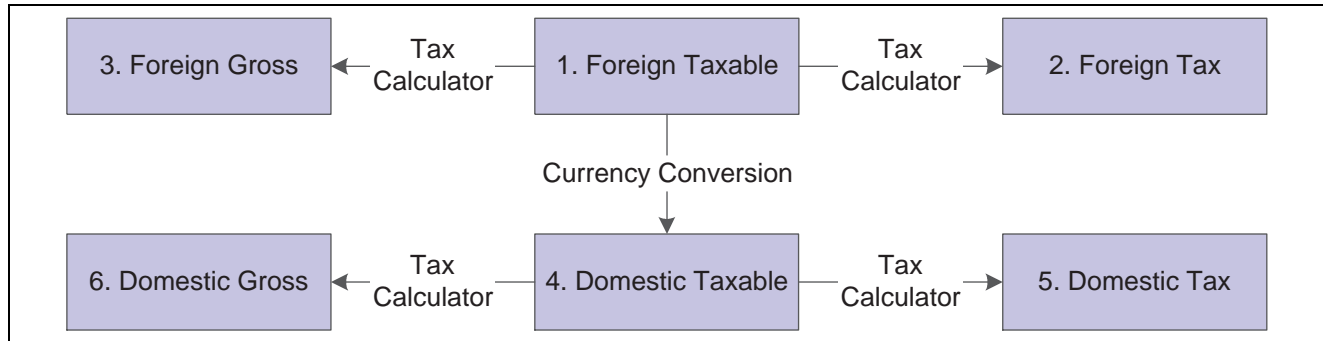 3. Foreign Gross
Tax
Calculator
1. Foreign Taxable
Tax
Calculator
2. Foreign Tax
Currency Conversion
6. Domestic Gross
Tax
Calculator
4. Domestic Taxable
Tax
Calculator
5. Domestic Tax